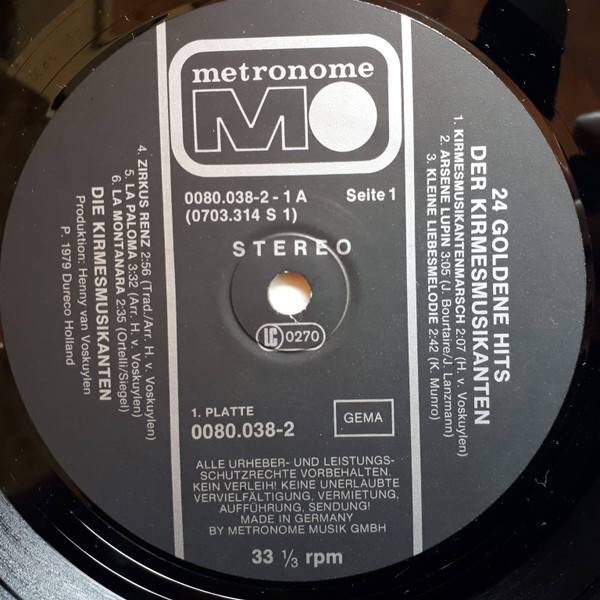 metronome
MO
0080.038-2 - 1 A
Seite 1
(0703.314 S 1)
STEREO
LC 0270
24 GOLDENE HITS
DER KIRMESMUSIKANTEN
1. KIRMESMUSIKANTENMARSCH 2:07 (H. v. Voskuylen)
2. ARSENE LUPIN 3:05 (J. Bourtaire/J. Lanzmann)
3. KLEINE LIEBESMELODIE 2:42 (K. Munro)
4. ZIRKUS RENZ 2:56 (Trad./Arr. H. v. Voskuylen)
5. LA PALOMA 3:32 (Arr. H. v. Voskuylen)
6. LA MONTANARA 2:35 (Ortelli/Siegel)
DIE KIRMESMUSIKANTEN
Produktion: Henny van Voskuylen
P. 1979 Dureco Holland
1. PLATTE
0080.038-2
GEMA
ALLE URHEBER- UND LEISTUNGS-
SCHUTZRECHTE VORBEHALTEN.
KEIN VERLEIH! KEINE UNERLAUBTE
VERVIELFÄLTIGUNG, VERMIETUNG,
AUFFÜHRUNG, SENDUNG!
MADE IN GERMANY
BY METRONOME MUSIK GMBH
33 ⅓ rpm